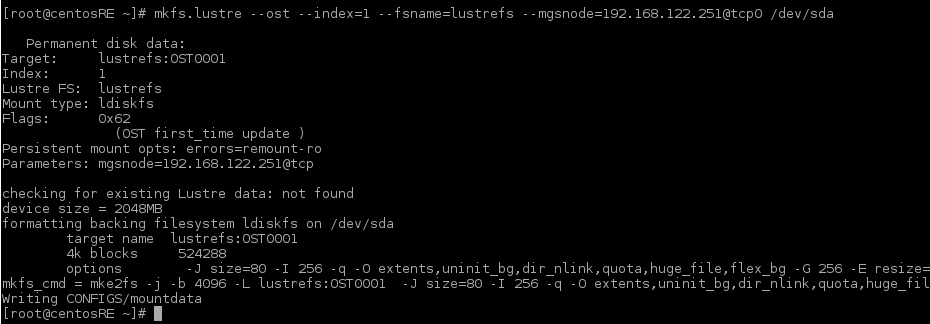 [root@centosRE ~]# mkfs.lustre --ost --index=1 --fsname=lustrefs --mgsnode=192.168.122.251@tcp0 /dev/sda
Permanent disk data:
Target: lustrefs:OST0001
Index: 1
Lustre FS: lustrefs
Mount type: ldiskfs
Flags: 0x62
(OST first_time update )
Persistent mount opts: errors=remount-ro
Parameters: mgsnode=192.168.122.251@tcp
checking for existing Lustre data: not found
device size = 2048MB
formatting backing filesystem ldiskfs on /dev/sda
target name lustrefs:OST0001
4k blocks 524288
options -J size=80 -I 256 -q -O extents,uninit_bg,dir_nlink,quota,huge_file,flex_bg -G 256 -E resize=
mkfs_cmd = mke2fs -j -b 4096 -L lustrefs:OST0001 -J size=80 -I 256 -q -O extents,uninit_bg,dir_nlink,quota,huge_fil
Writing CONFIGS/mountdata
[root@centosRE ~]#